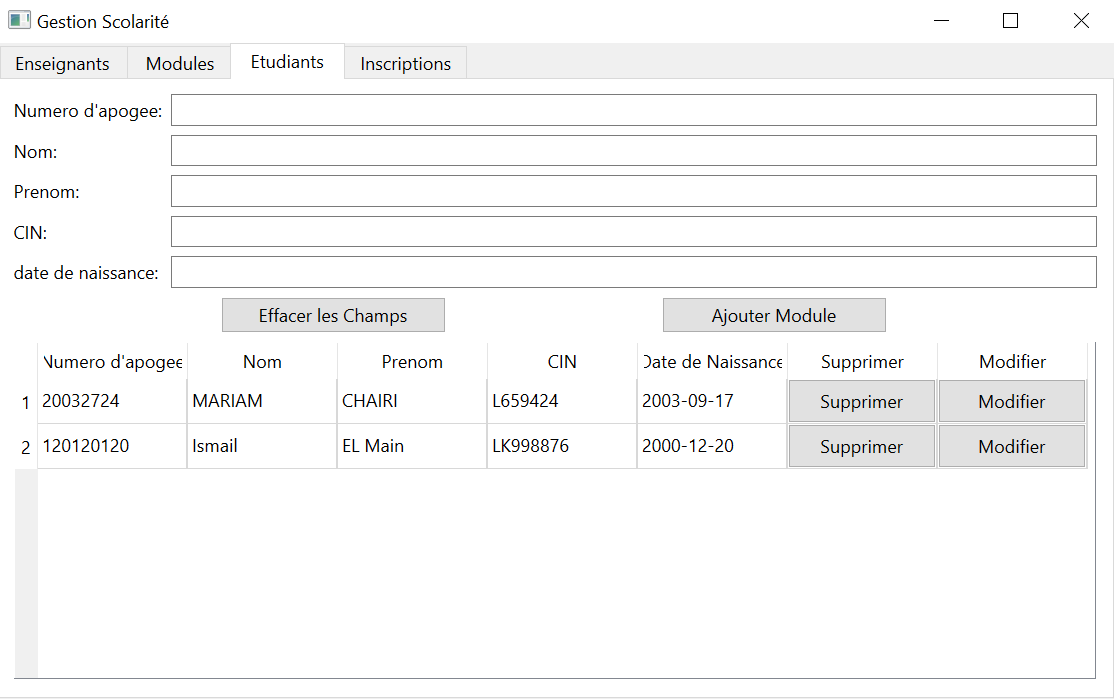 Gestion Scolarité
Enseignants Modules Etudiants Inscriptions
Numero d'apogee:
Nom:
Prenom:
CIN:
date de naissance:
Effacer les Champs Ajouter Module
Numero d'apogee Nom Prenom CIN Date de Naissance Supprimer Modifier
1 20032724 MARIAM CHAIRI L659424 2003-09-17 Supprimer Modifier
2 120120120 Ismail EL Main LK998876 2000-12-20 Supprimer Modifier